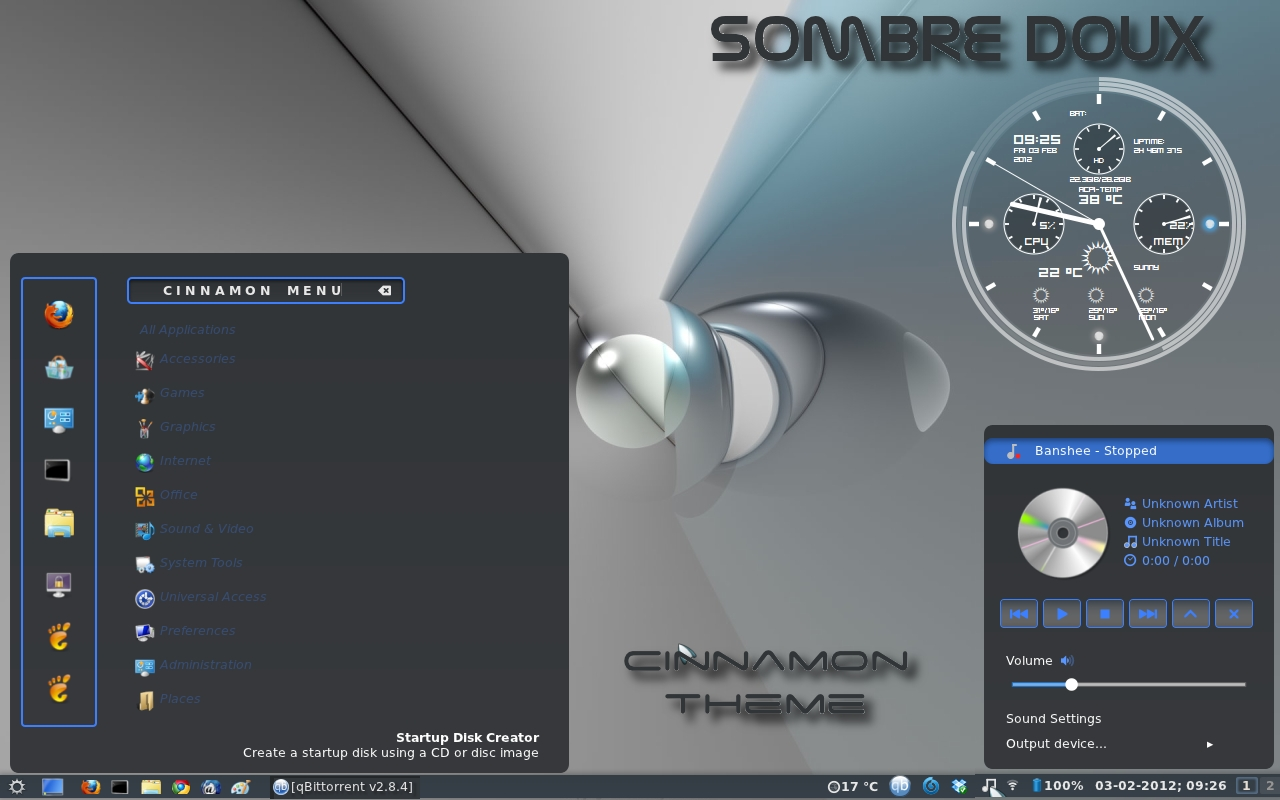 SOMBRE DOUX
BAT:
09:25
FRI 03 FEB
2012
UPTIME:
2H 46M 37S
HD
22.3GIB/28.2GIB
ACPI-TEMP
38 °C
5%
CPU
22%
MEM
22 °C
SUNNY
31°/16°
SAT
29°/16°
SUN
29°/16°
MON
CINNAMON MENU
All Applications
Accessories
Games
Graphics
Internet
Office
Sound & Video
System Tools
Universal Access
Preferences
Administration
Places
Startup Disk Creator
Create a startup disk using a CD or disc image
CINNAMON
THEME
Banshee - Stopped
Unknown Artist
Unknown Album
Unknown Title
0:00 / 0:00
Volume
Sound Settings
Output device...
[qBittorrent v2.8.4]
17 °C
qb
100%
03-02-2012; 09:26
1
2